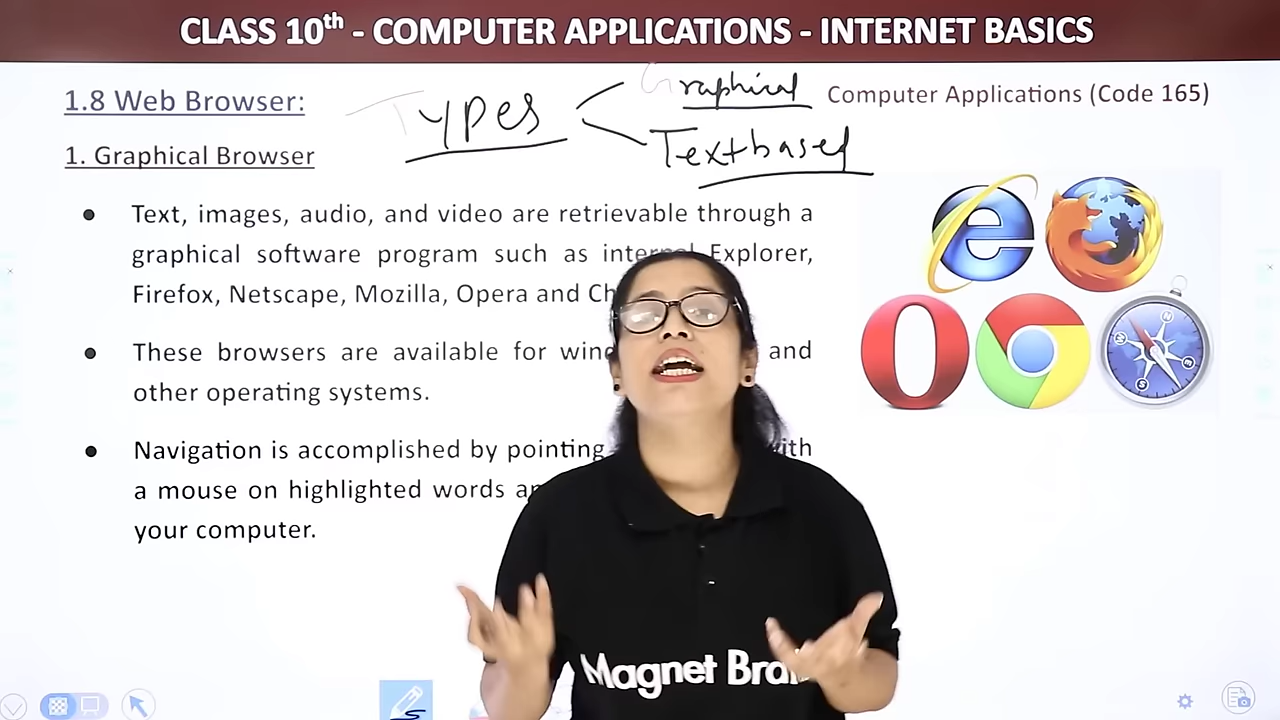 CLASS 10th - COMPUTER APPLICATIONS - INTERNET BASICS
1.8 Web Browser:
Types
Graphical
Textbased
Computer Applications (Code 165)
1. Graphical Browser
● Text, images, audio, and video are retrievable through a
graphical software program such as Explorer,
Firefox, Netscape, Mozilla, Opera and
● These browsers are available for and
other operating systems.
● Navigation is accomplished by pointing
a mouse on highlighted words
your computer.
Magnet